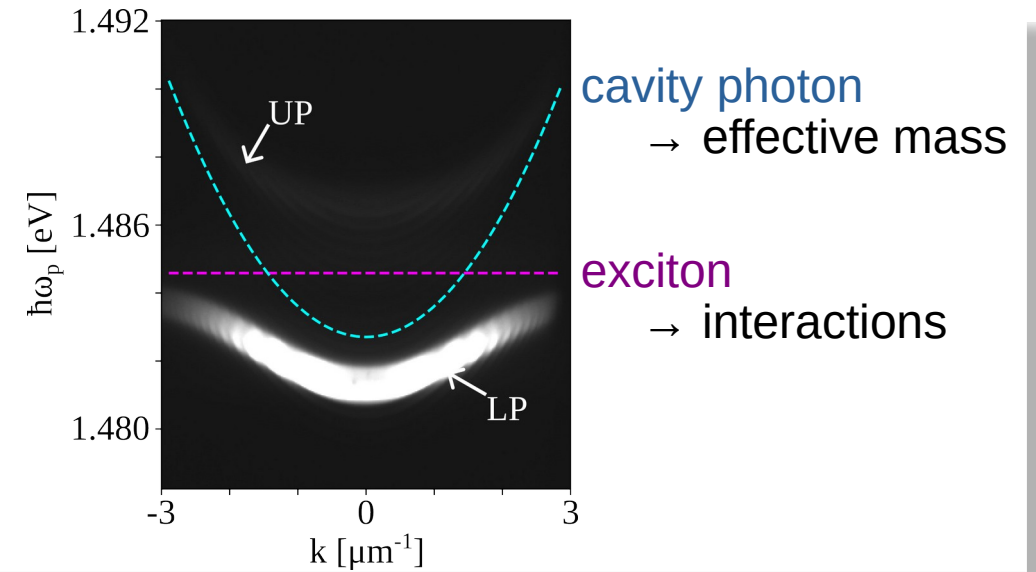 1.492
cavity photon
UP
→ effective mass
ħωp [eV]
1.486
exciton
→ interactions
LP
1.480
-3 0 3
k [μm⁻¹]